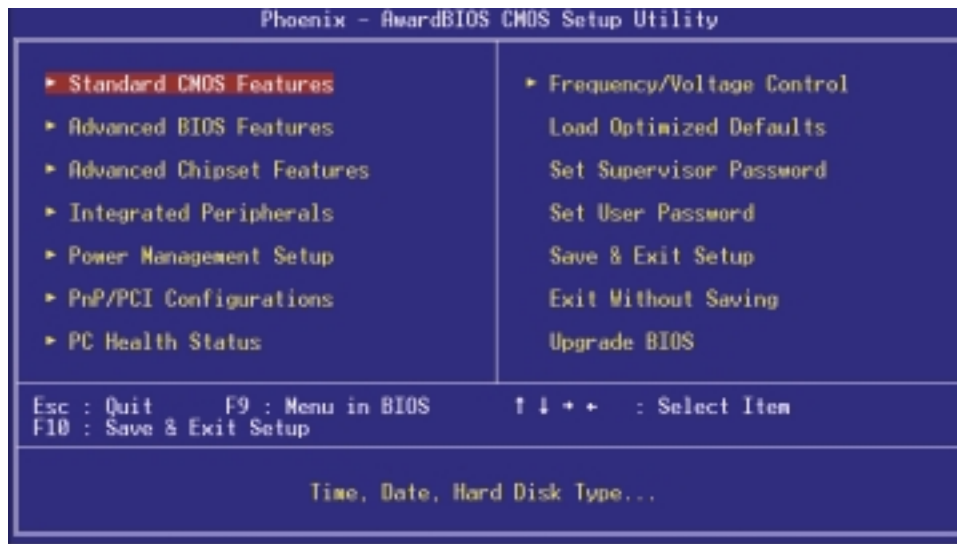 Phoenix - AwardBIOS CMOS Setup Utility
► Standard CMOS Features
► Advanced BIOS Features
► Advanced Chipset Features
► Integrated Peripherals
► Power Management Setup
► PnP/PCI Configurations
► PC Health Status
► Frequency/Voltage Control
Load Optimized Defaults
Set Supervisor Password
Set User Password
Save & Exit Setup
Exit Without Saving
Upgrade BIOS
Esc : Quit F9 : Menu in BIOS ↑ ↓ → ← : Select Item
F10 : Save & Exit Setup
Time, Date, Hard Disk Type...